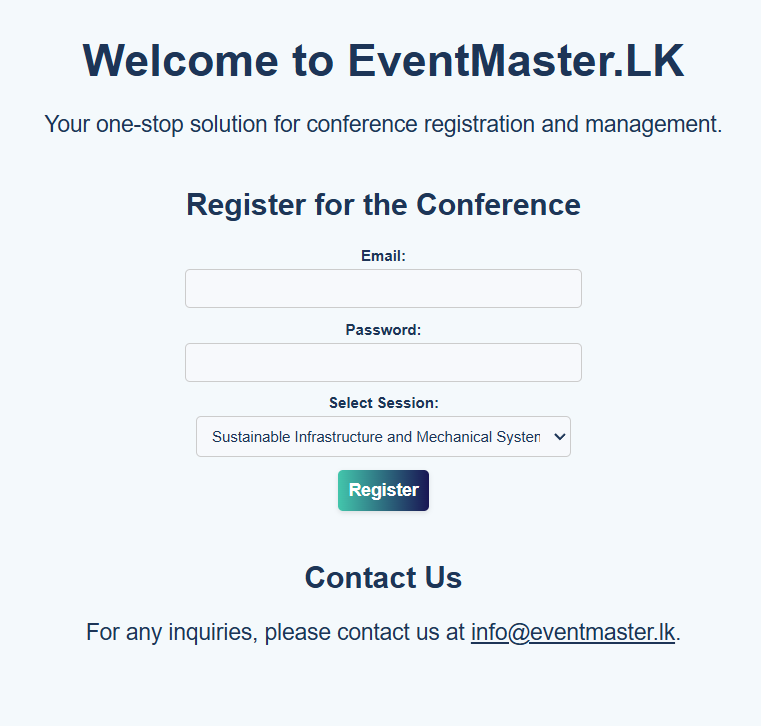 Welcome to EventMaster.LK
Your one-stop solution for conference registration and management.
Register for the Conference
Email:
Password:
Select Session:
Sustainable Infrastructure and Mechanical System
Register
Contact Us
For any inquiries, please contact us at info@eventmaster.lk.